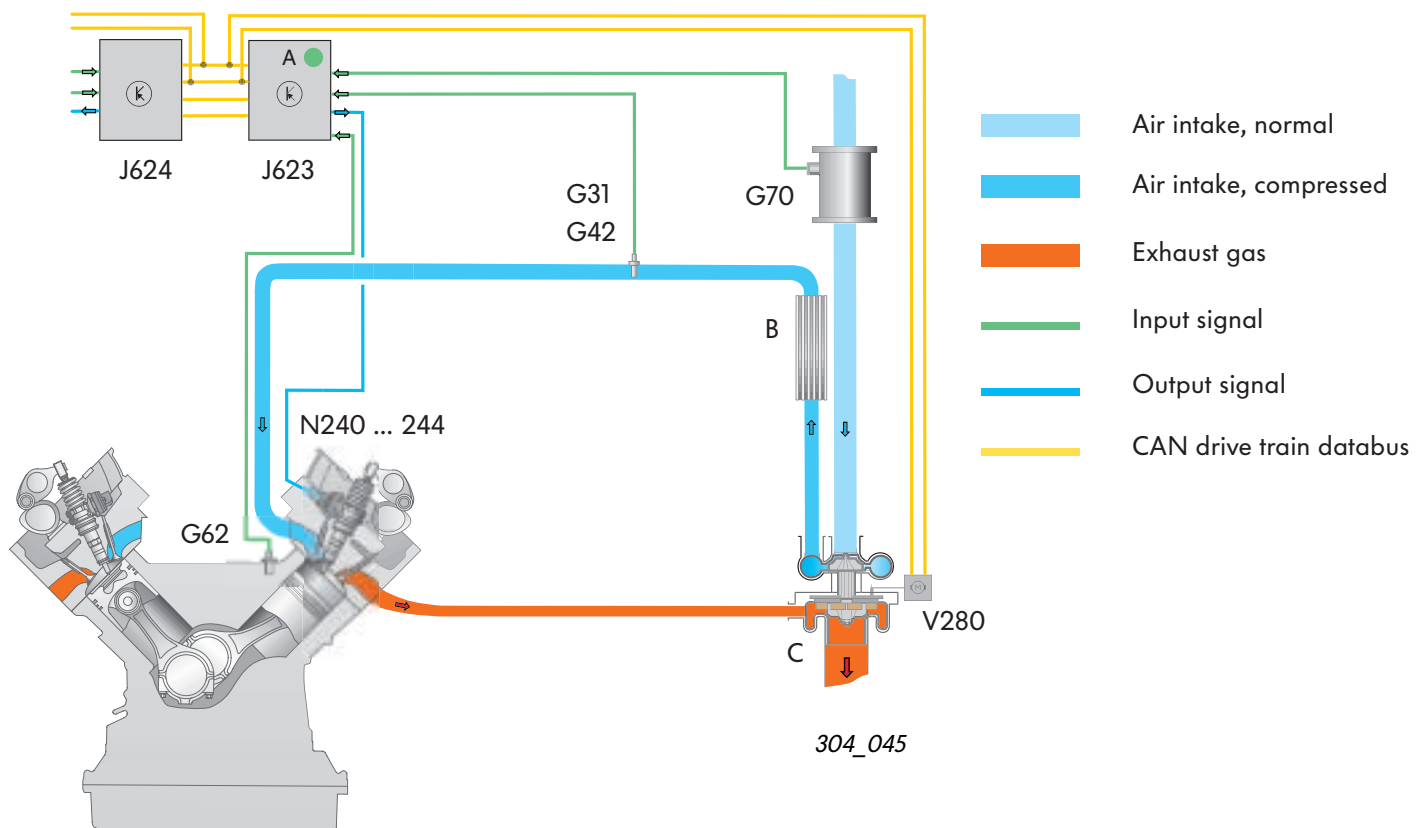 A
J624
J623
G31
G42
G70
B
N240 ... 244
G62
M
V280
C
304_045
Air intake, normal
Air intake, compressed
Exhaust gas
Input signal
Output signal
CAN drive train databus